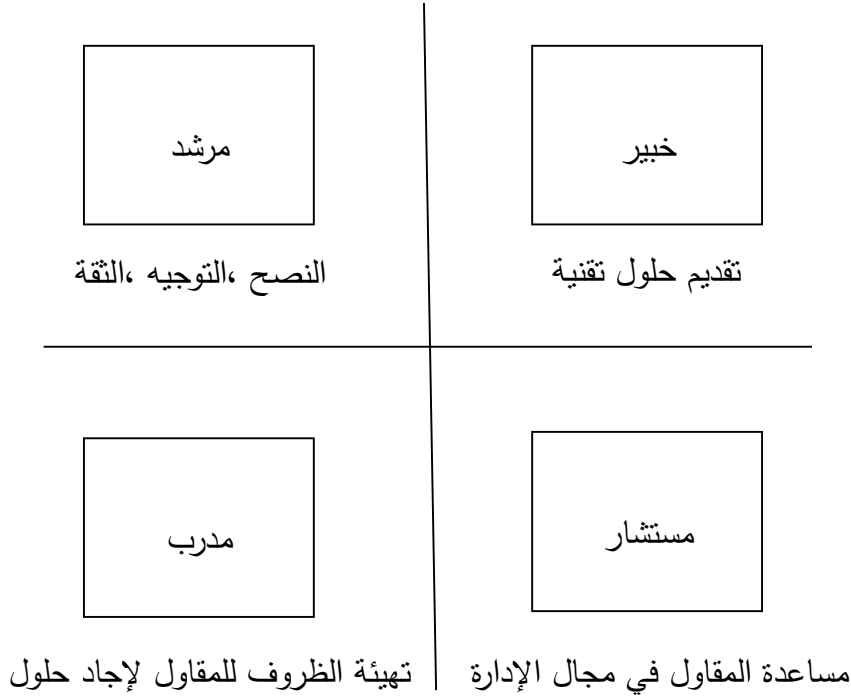 خبير
تقديم حلول تقنية
مرشد
النصح ،التوجيه ،الثقة
مستشار
مساعدة المقاول في مجال الإدارة
مدرب
تهيئة الظروف للمقاول لإجاد حلول